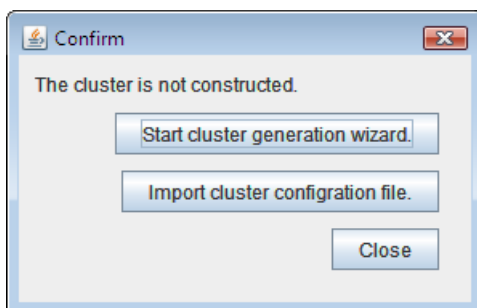 Confirm
The cluster is not constructed.
Start cluster generation wizard.
Import cluster configration file.
Close